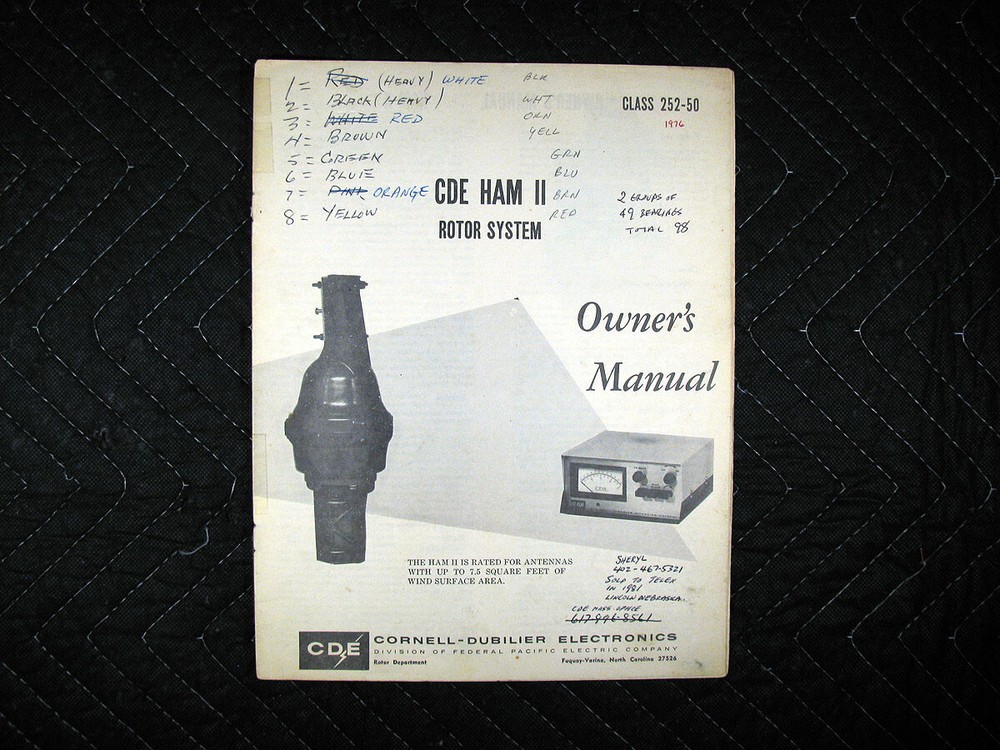 1 = RED (HEAVY) WHITE BLK
2 = BLACK (HEAVY) WHT
3 = WHITE RED ORN
4 = BROWN YELL
5 = GREEN GRN
6 = BLUE BLU
7 = PINK ORANGE BRN
8 = YELLOW RED
CLASS 252-50
1976
2 GROUPS OF
49 BEARINGS
TOTAL 98
CDE HAM II
ROTOR SYSTEM
Owner's
Manual
CDE
THE HAM II IS RATED FOR ANTENNAS
WITH UP TO 7.5 SQUARE FEET OF
WIND SURFACE AREA.
SHERYL
402-467-5321
SOLD TO TELEX
IN 1981
LINCOLN NEBRASKA.
CDE MASS OFFICE
617-996-8561
CDE
CORNELL-DUBILIER ELECTRONICS
DIVISION OF FEDERAL PACIFIC ELECTRIC COMPANY
Rotor Department
Fuquay-Varina, North Carolina 27526